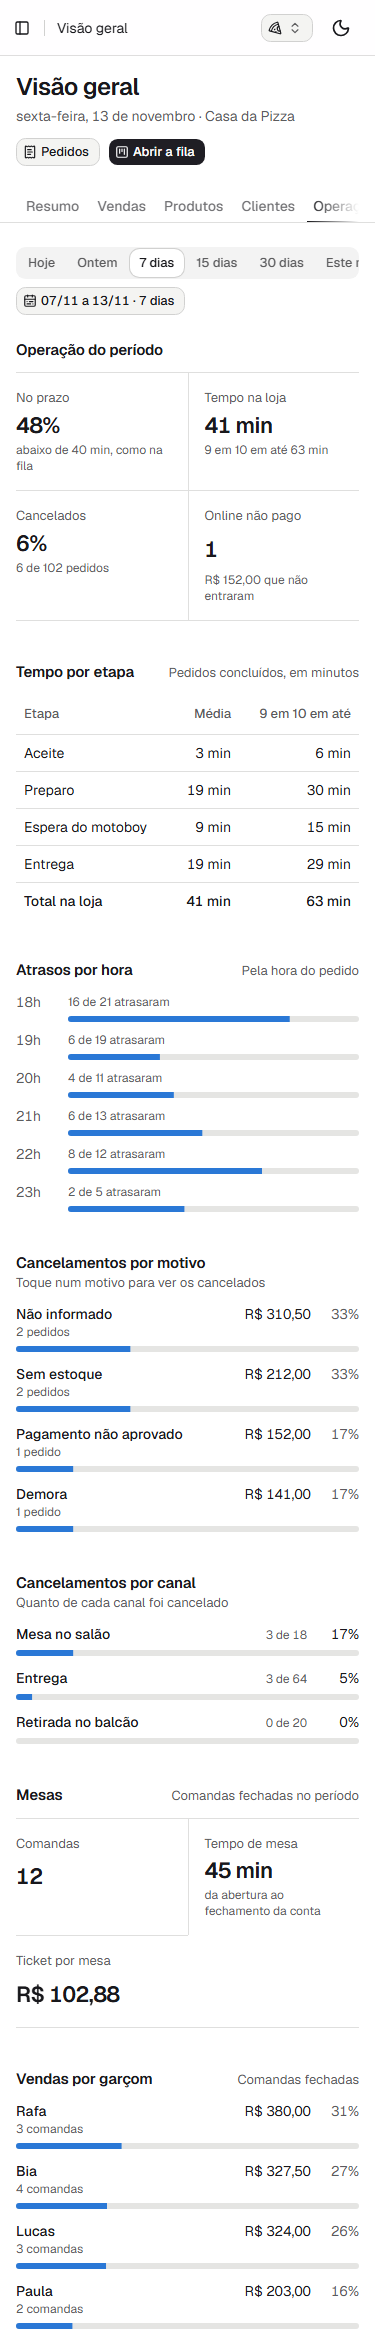 Visão geral
Visão geral
sexta-feira, 13 de novembro · Casa da Pizza
Pedidos
Abrir a fila
Resumo Vendas Produtos Clientes Opera
Hoje Ontem 7 dias 15 dias 30 dias Este
07/11 a 13/11 · 7 dias
Operação do período
No prazo
48%
abaixo de 40 min, como na
fila
Tempo na loja
41 min
9 em 10 em até 63 min
Cancelados
6%
6 de 102 pedidos
Online não pago
1
R$ 152,00 que não
entraram
Tempo por etapa Pedidos concluídos, em minutos
Etapa Média 9 em 10 em até
Aceite 3 min 6 min
Preparo 19 min 30 min
Espera do motoboy 9 min 15 min
Entrega 19 min 29 min
Total na loja 41 min 63 min
Atrasos por hora Pela hora do pedido
18h 16 de 21 atrasaram
19h 6 de 19 atrasaram
20h 4 de 11 atrasaram
21h 6 de 13 atrasaram
22h 8 de 12 atrasaram
23h 2 de 5 atrasaram
Cancelamentos por motivo
Toque num motivo para ver os cancelados
Não informado R$ 310,50 33%
2 pedidos
Sem estoque R$ 212,00 33%
2 pedidos
Pagamento não aprovado R$ 152,00 17%
1 pedido
Demora R$ 141,00 17%
1 pedido
Cancelamentos por canal
Quanto de cada canal foi cancelado
Mesa no salão 3 de 18 17%
Entrega 3 de 64 5%
Retirada no balcão 0 de 20 0%
Mesas Comandas fechadas no período
Comandas
12
Tempo de mesa
45 min
da abertura ao
fechamento da conta
Ticket por mesa
R$ 102,88
Vendas por garçom Comandas fechadas
Rafa R$ 380,00 31%
3 comandas
Bia R$ 327,50 27%
4 comandas
Lucas R$ 324,00 26%
3 comandas
Paula R$ 203,00 16%
2 comandas